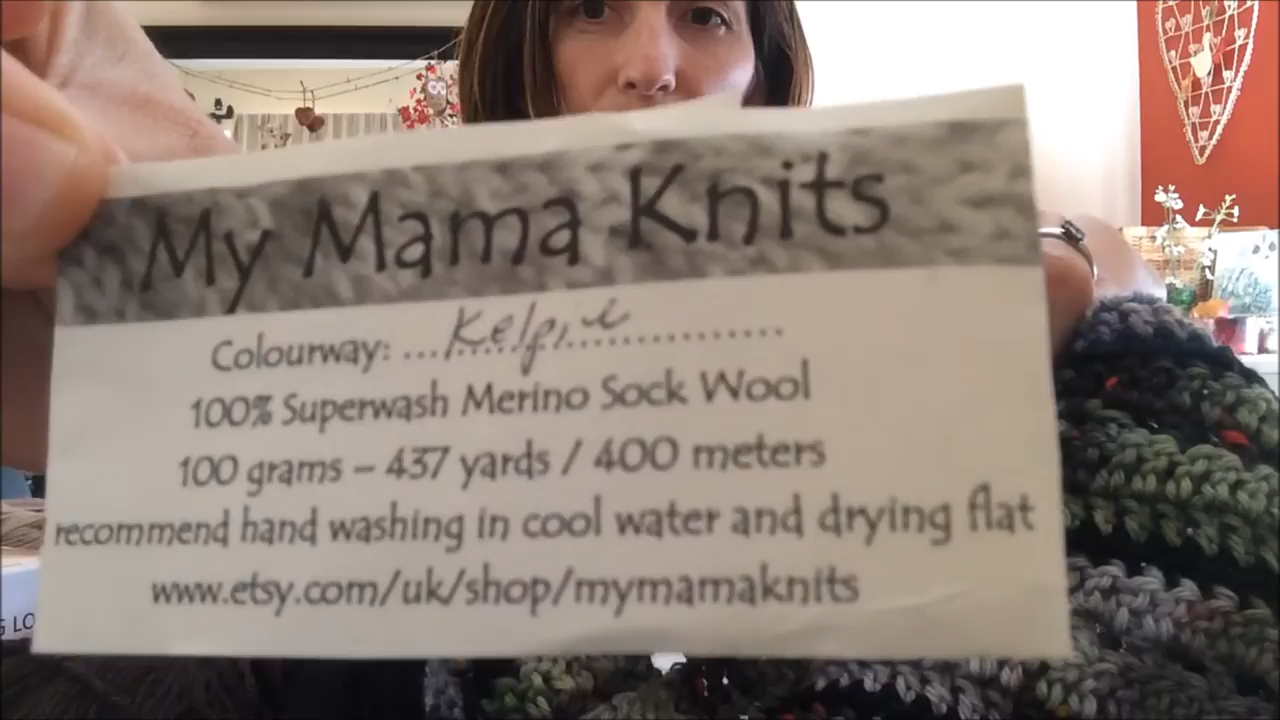 My Mama Knits
Colourway: ...Kelpie...............
100% Superwash Merino Sock Wool
100 grams – 437 yards / 400 meters
recommend hand washing in cool water and drying flat
www.etsy.com/uk/shop/mymamaknits
G LO